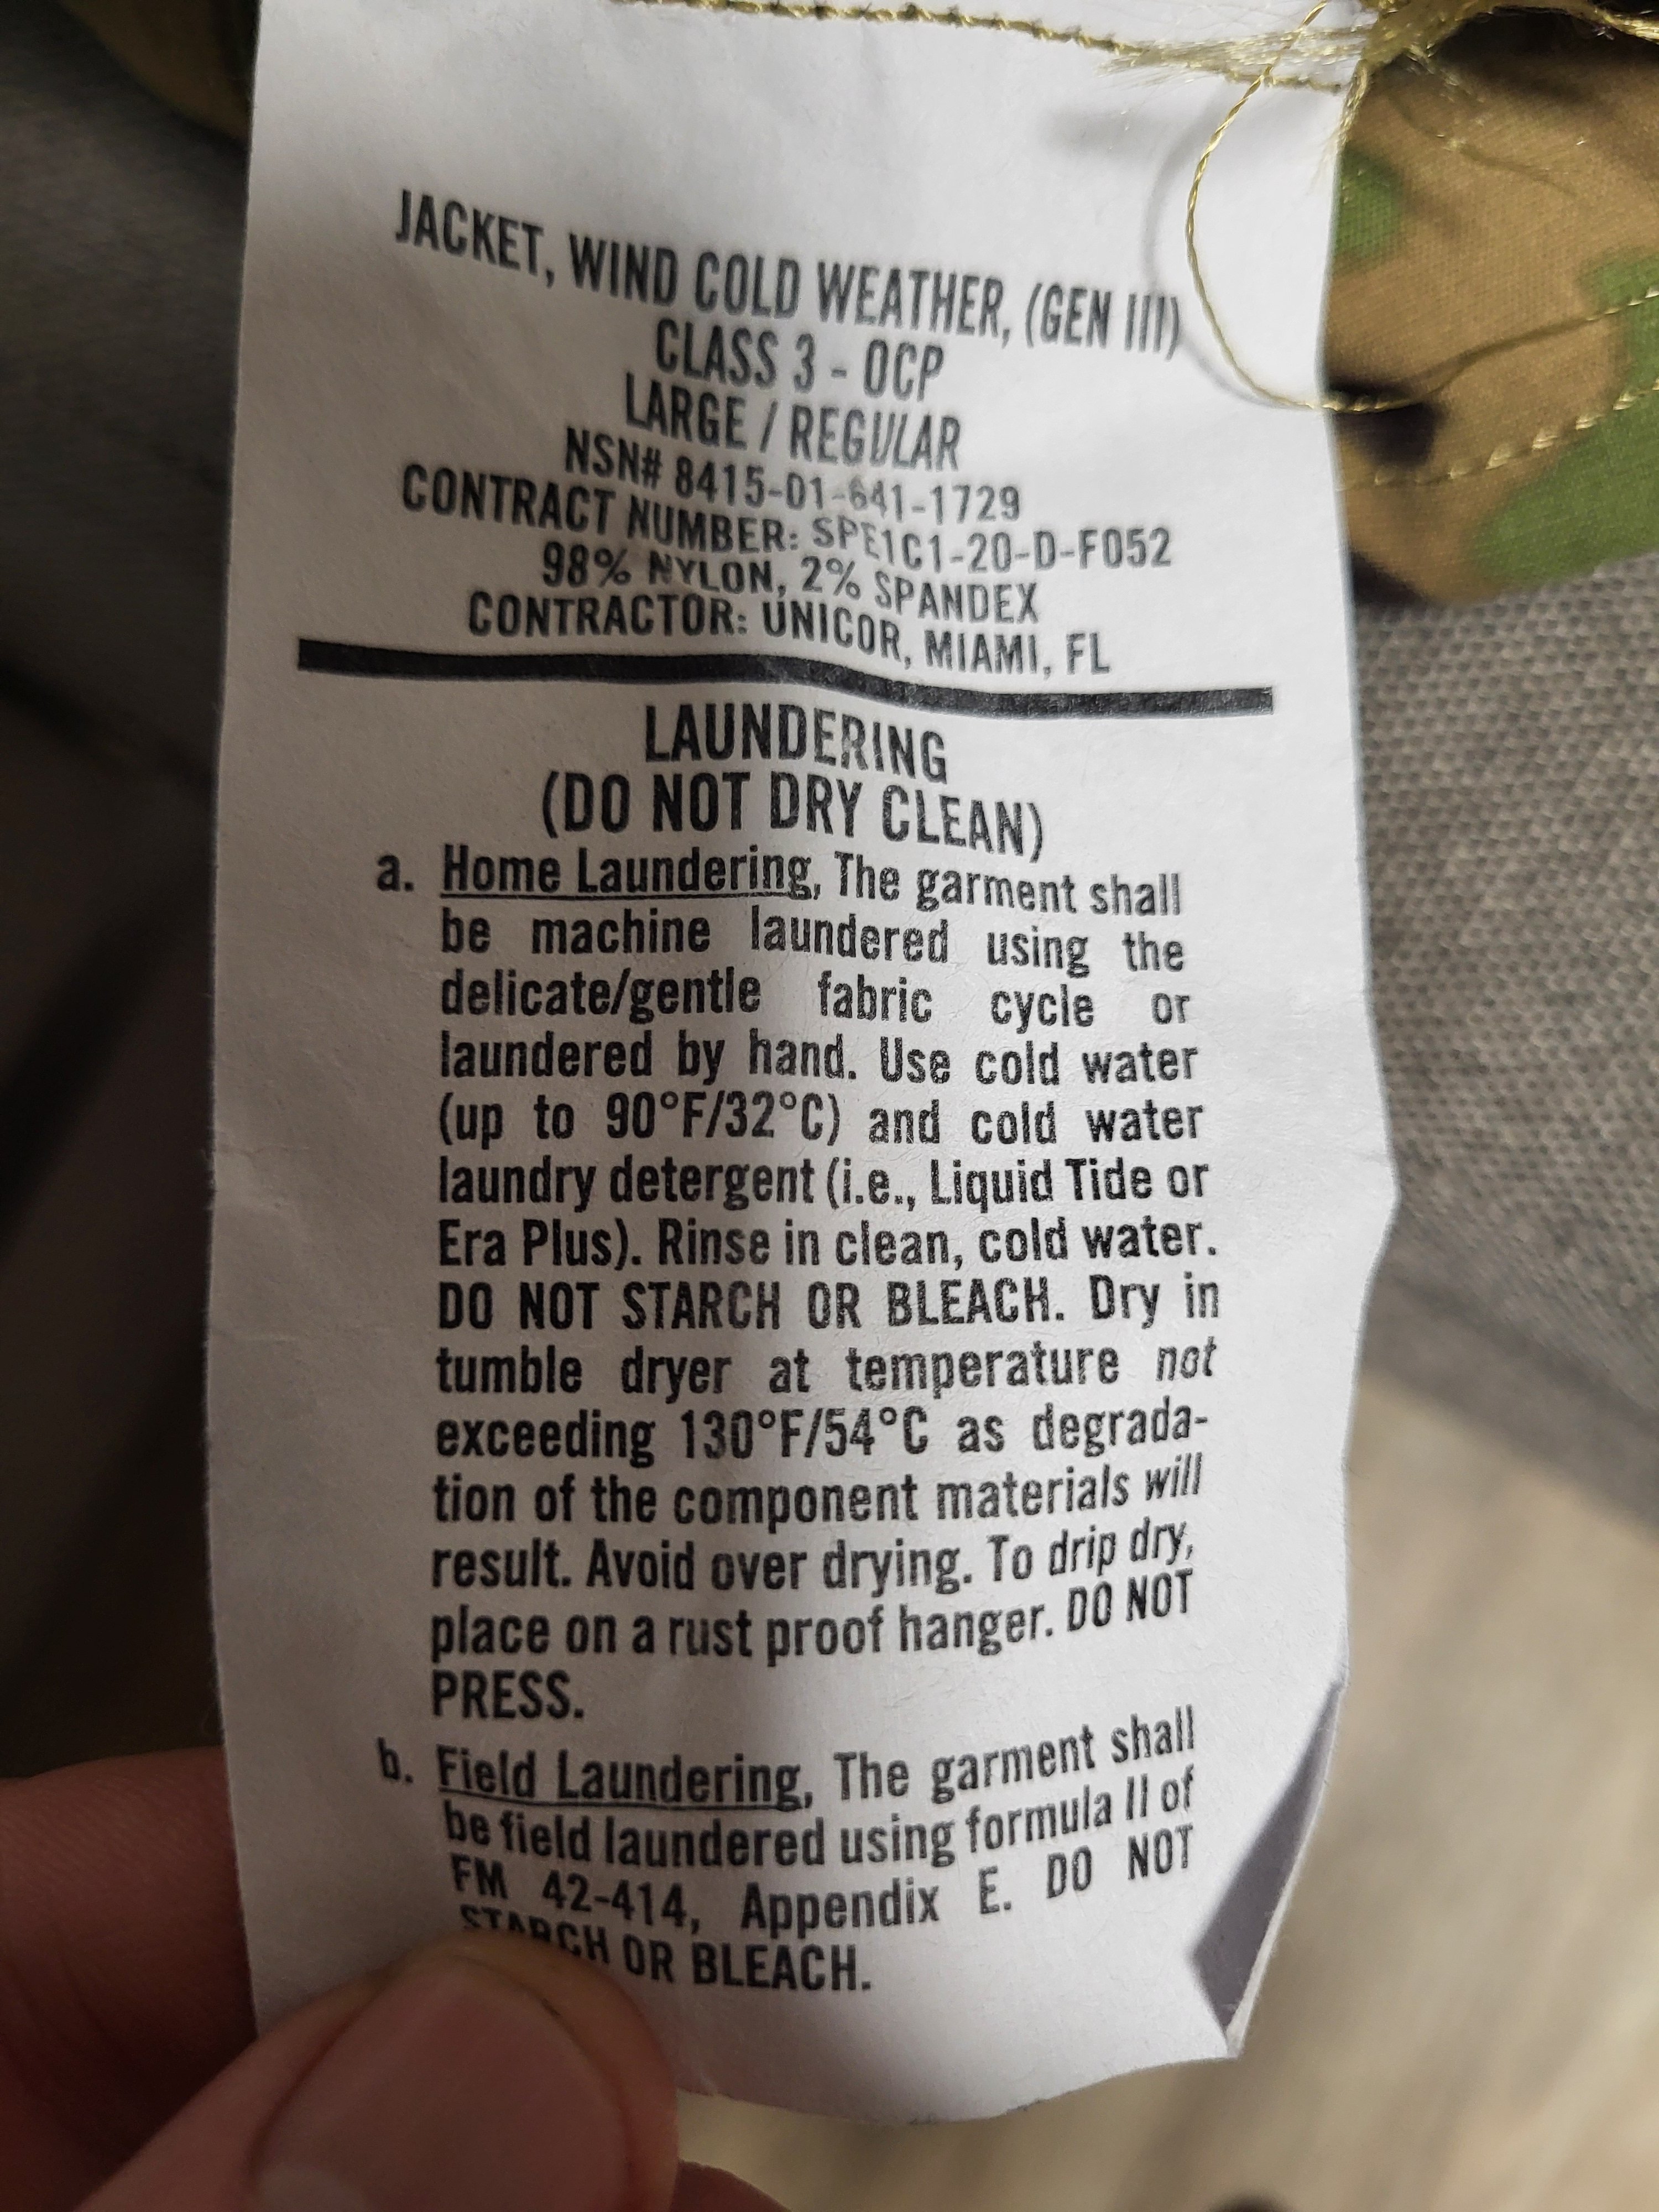 JACKET, WIND COLD WEATHER, (GEN III)
CLASS 3 - OCP
LARGE / REGULAR
NSN# 8415-01-641-1729
CONTRACT NUMBER: SPE1C1-20-D-F052
98% NYLON, 2% SPANDEX
CONTRACTOR: UNICOR, MIAMI, FL
LAUNDERING
(DO NOT DRY CLEAN)
a. Home Laundering, The garment shall
be machine laundered using the
delicate/gentle fabric cycle or
laundered by hand. Use cold water
(up to 90°F/32°C) and cold water
laundry detergent (i.e., Liquid Tide or
Era Plus). Rinse in clean, cold water.
DO NOT STARCH OR BLEACH. Dry in
tumble dryer at temperature not
exceeding 130°F/54°C as degrada-
tion of the component materials will
result. Avoid over drying. To drip dry,
place on a rust proof hanger. DO NOT
PRESS.
b. Field Laundering, The garment shall
be field laundered using formula II of
FM 42-414, Appendix E. DO NOT
STARCH OR BLEACH.